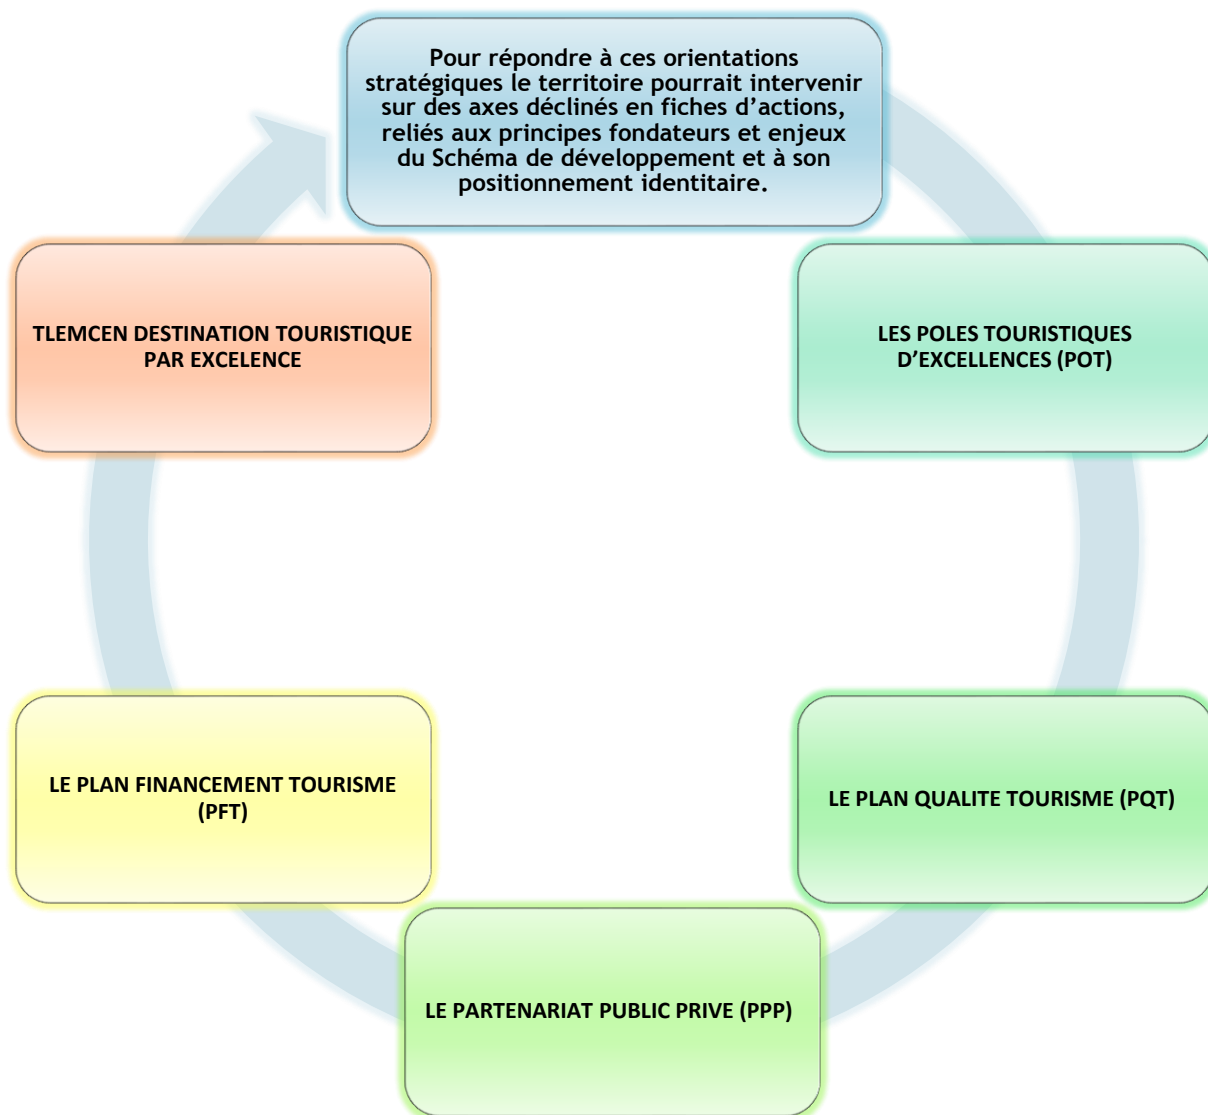 Pour répondre à ces orientations
stratégiques le territoire pourrait intervenir
sur des axes déclinés en fiches d’actions,
reliés aux principes fondateurs et enjeux
du Schéma de développement et à son
positionnement identitaire.
LES POLES TOURISTIQUES
D’EXCELLENCES (POT)
LE PLAN QUALITE TOURISME (PQT)
LE PARTENARIAT PUBLIC PRIVE (PPP)
LE PLAN FINANCEMENT TOURISME
(PFT)
TLEMCEN DESTINATION TOURISTIQUE
PAR EXCELENCE